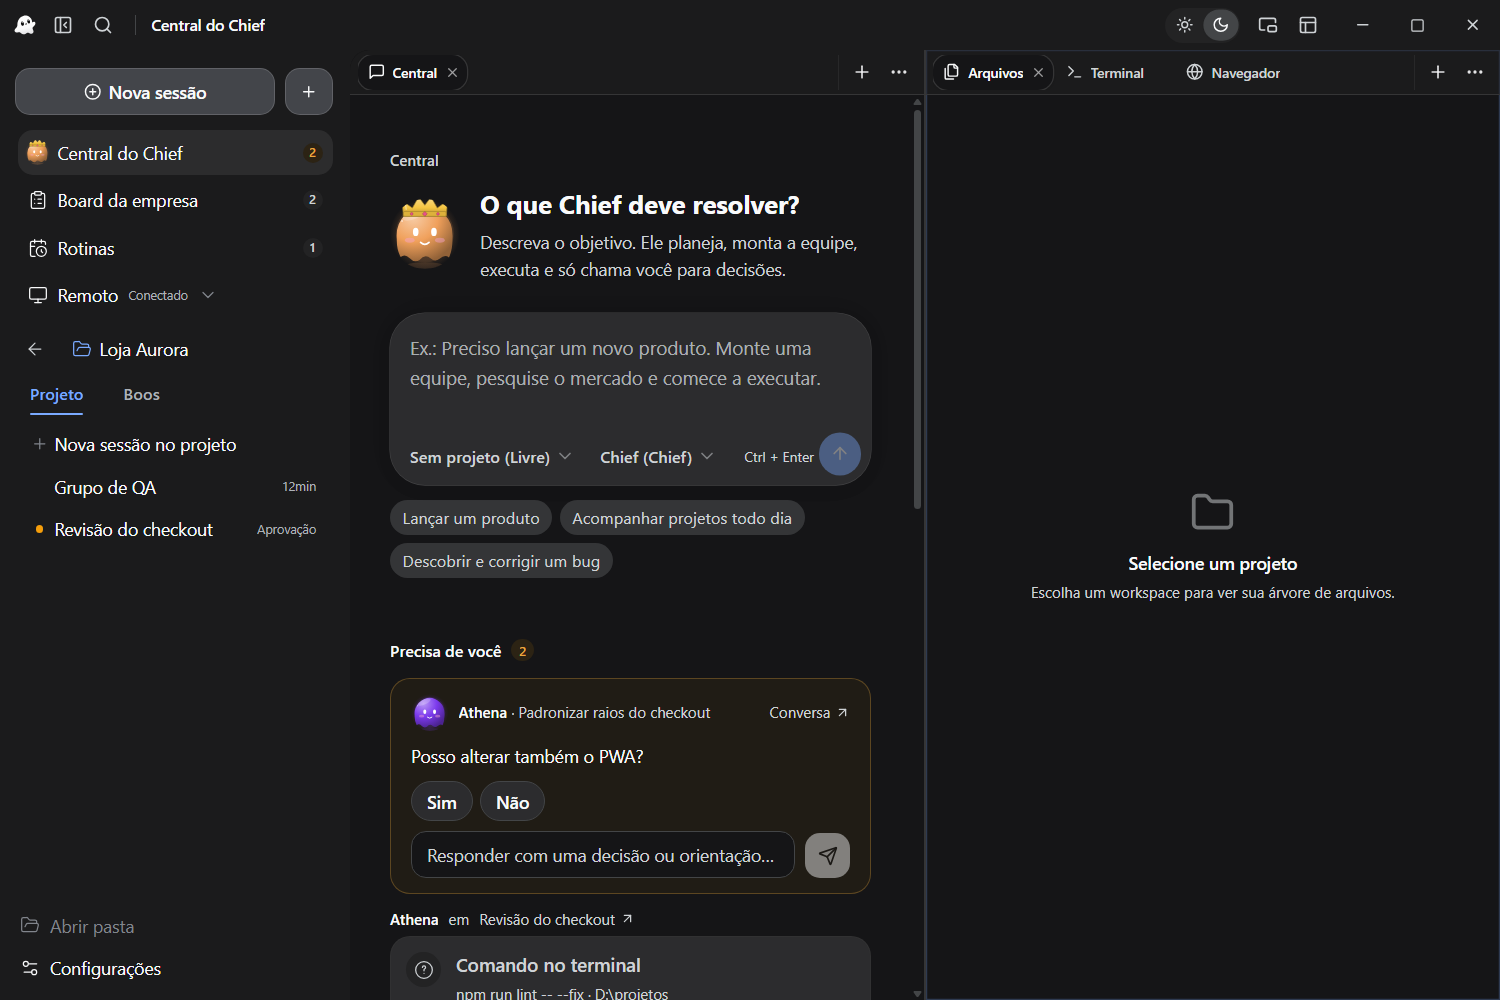 Central do Chief
Nova sessão
Central do Chief 2
Board da empresa 2
Rotinas 1
Remoto Conectado
Loja Aurora
Projeto Boos
Nova sessão no projeto
Grupo de QA 12min
Revisão do checkout Aprovação
Abrir pasta
Configurações
Central
Central
O que Chief deve resolver?
Descreva o objetivo. Ele planeja, monta a equipe,
executa e só chama você para decisões.
Ex.: Preciso lançar um novo produto. Monte uma
equipe, pesquise o mercado e comece a executar.
Sem projeto (Livre) Chief (Chief) Ctrl + Enter
Lançar um produto Acompanhar projetos todo dia
Descobrir e corrigir um bug
Precisa de você 2
Athena · Padronizar raios do checkout Conversa
Posso alterar também o PWA?
Sim Não
Responder com uma decisão ou orientação...
Athena em Revisão do checkout
Comando no terminal
npm run lint -- --fix · D:\projetos
Arquivos Terminal Navegador
Selecione um projeto
Escolha um workspace para ver sua árvore de arquivos.